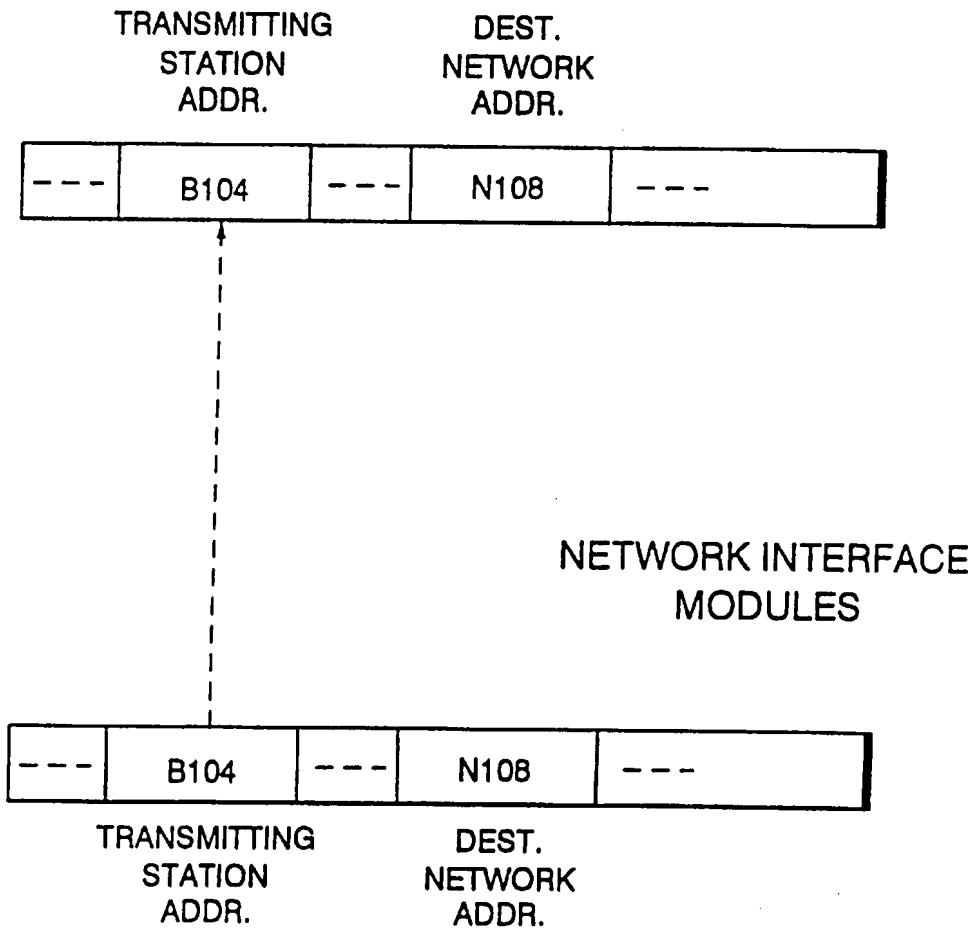 TRANSMITTING
STATION
ADDR.
DEST.
NETWORK
ADDR.
--- B104 --- N108 ---
NETWORK INTERFACE
MODULES
--- B104 --- N108 ---
TRANSMITTING
STATION
ADDR.
DEST.
NETWORK
ADDR.